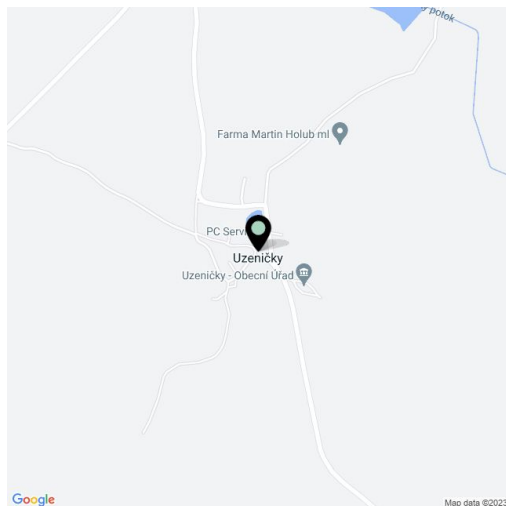 potok
Farma Martin Holub ml
PC Serv
Uzeničky
Uzeničky - Obecní Úřad
Google
Map data ©2023